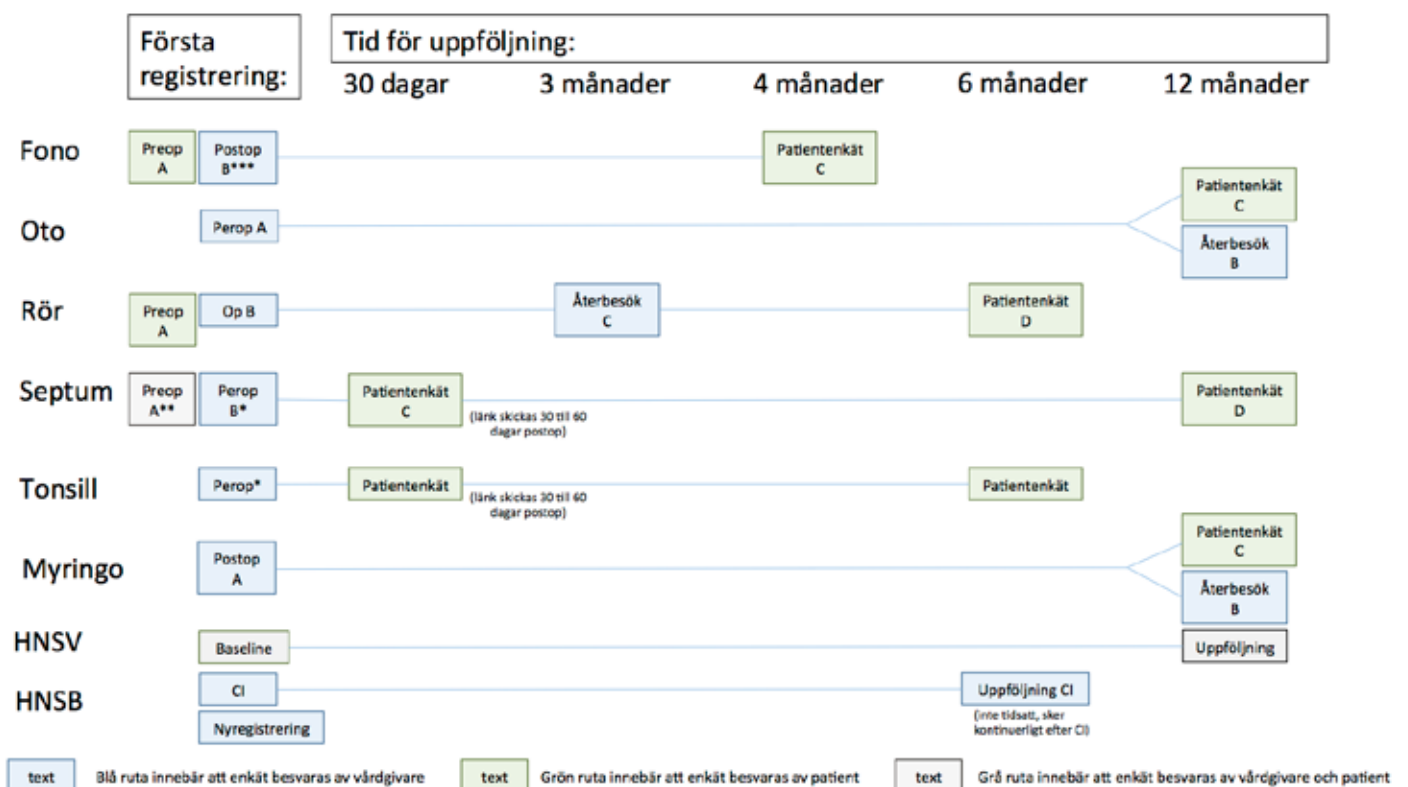 Första
registrering:
Tid för uppföljning:
30 dagar
3 månader
4 månader
6 månader
12 månader
Fono
Preop
A
Postop
B***
Patientenkät
C
Oto
Perop A
Patientenkät
C
Återbesök
B
Rör
Preop
A
Op B
Återbesök
C
Patientenkät
D
Septum
Preop
A**
Perop
B*
Patientenkät
C
(länk skickas 30 till 60
dagar postop)
Patientenkät
D
Tonsill
Perop*
Patientenkät
(länk skickas 30 till 60
dagar postop)
Patientenkät
Myringo
Postop
A
Patientenkät
C
Återbesök
B
HNSV
Baseline
Uppföljning
HNSB
CI
Uppföljning CI
(inte tidsatt, sker
kontinuerligt efter CI)
Nyregistrering
text Blå ruta innebär att enkät besvaras av vårdgivare
text Grön ruta innebär att enkät besvaras av patient
text Grå ruta innebär att enkät besvaras av vårdgivare och patient